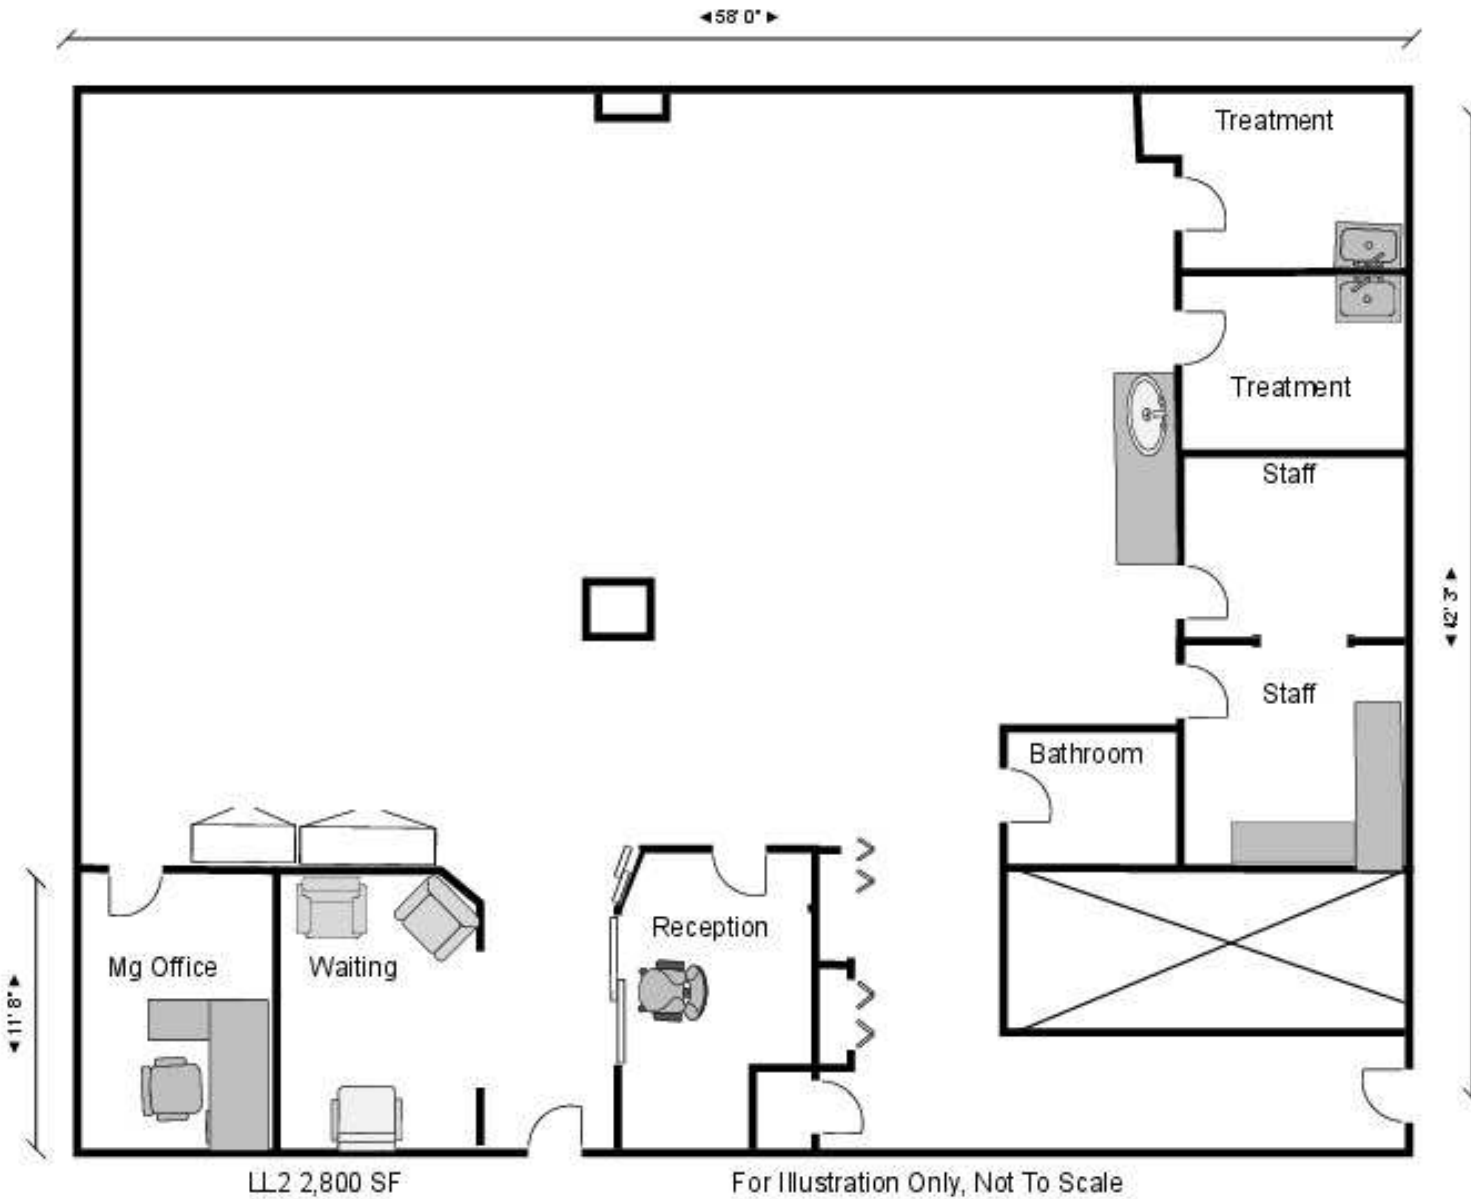 58' 0"
Treatment
Treatment
Staff
42' 3"
Staff
Bathroom
Reception
Mg Office
Waiting
11' 8"
LL2 2,800 SF
For Illustration Only, Not To Scale